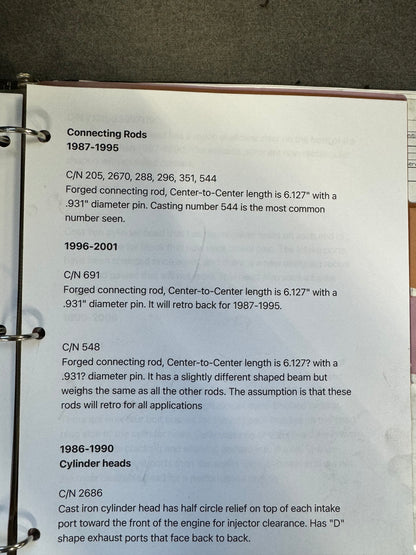 Connecting Rods
1987-1995
C/N 205, 2670, 288, 296, 351, 544
Forged connecting rod, Center-to-Center length is 6.127" with a
.931" diameter pin. Casting number 544 is the most common
number seen.
1996-2001
C/N 691
Forged connecting rod, Center-to-Center length is 6.127" with a
.931" diameter pin. It will retro back for 1987-1995.
C/N 548
Forged connecting rod, Center-to-Center length is 6.127? with a
.931? diameter pin. It has a slightly different shaped beam but
weighs the same as all the other rods. The assumption is that these
rods will retro for all applications
1986-1990
Cylinder heads
C/N 2686
Cast iron cylinder head has half circle relief on top of each intake
port toward the front of the engine for injector clearance. Has "D"
shape exhaust ports that face back to back.